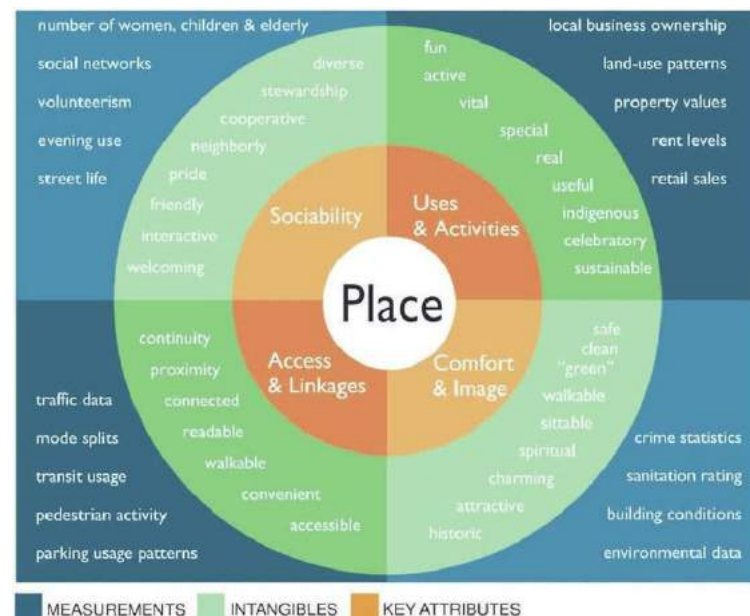 number of women, children & elderly
social networks
volunteerism
evening use
street life
diverse
stewardship
cooperative
neighborly
pride
friendly
interactive
welcoming
Sociability
fun
active
vital
special
real
useful
indigenous
celebratory
sustainable
Uses
& Activities
local business ownership
land-use patterns
property values
rent levels
retail sales
Place
continuity
proximity
connected
readable
walkable
convenient
accessible
Access
& Linkages
traffic data
mode splits
transit usage
pedestrian activity
parking usage patterns
Comfort
& Image
safe
clean
"green"
walkable
sittable
spiritual
charming
attractive
historic
crime statistics
sanitation rating
building conditions
environmental data
MEASUREMENTS INTANGIBLES KEY ATTRIBUTES